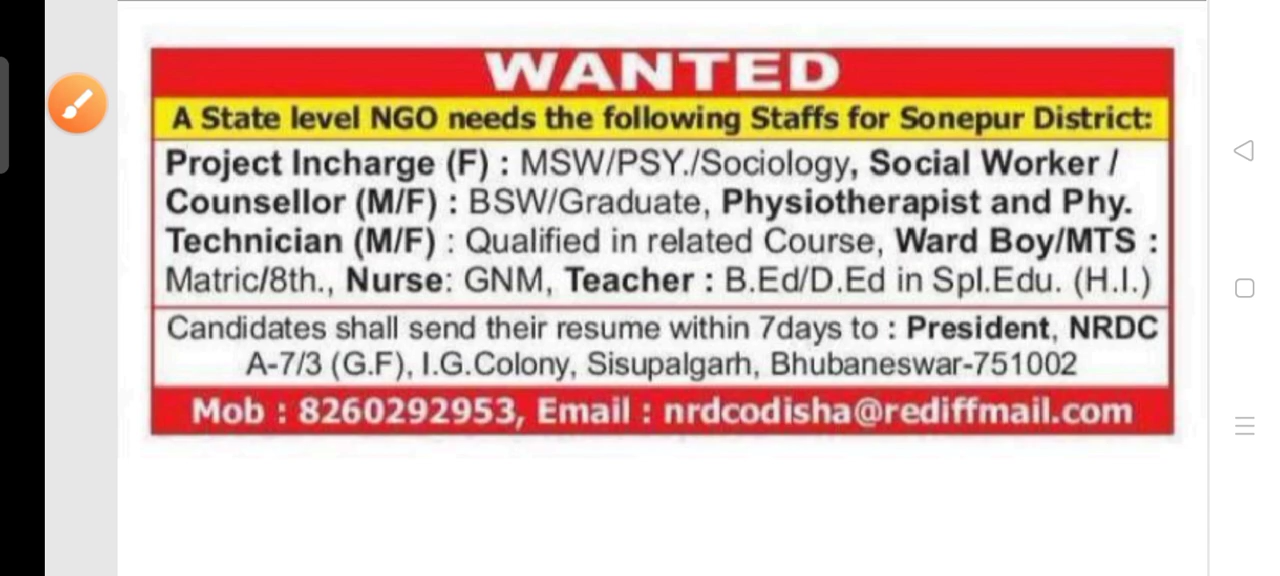 WANTED
A State level NGO needs the following Staffs for Sonepur District:
Project Incharge (F) : MSW/PSY./Sociology, Social Worker /
Counsellor (M/F) : BSW/Graduate, Physiotherapist and Phy.
Technician (M/F) : Qualified in related Course, Ward Boy/MTS :
Matric/8th., Nurse: GNM, Teacher : B.Ed/D.Ed in Spl.Edu. (H.I.)
Candidates shall send their resume within 7days to : President, NRDC
A-7/3 (G.F), I.G.Colony, Sisupalgarh, Bhubaneswar-751002
Mob : 8260292953, Email : nrdcodisha@rediffmail.com